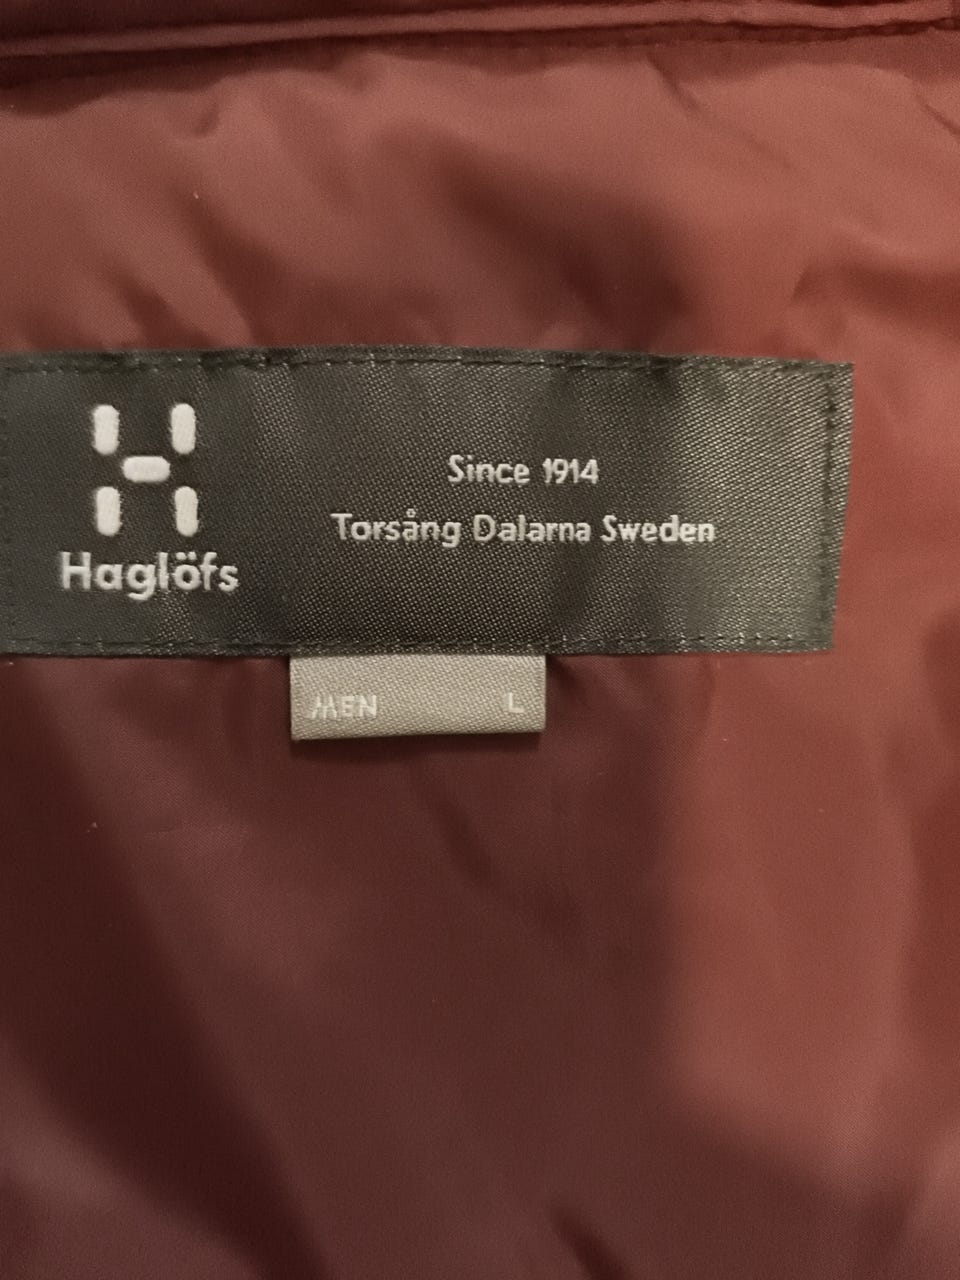 Haglöfs
Since 1914
Torsång Dalarna Sweden
MEN L